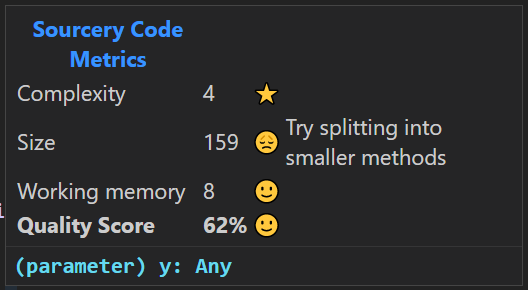 Sourcery Code
Metrics
Complexity 4
Size 159 Try splitting into
smaller methods
Working memory 8
Quality Score 62%
(parameter) y: Any